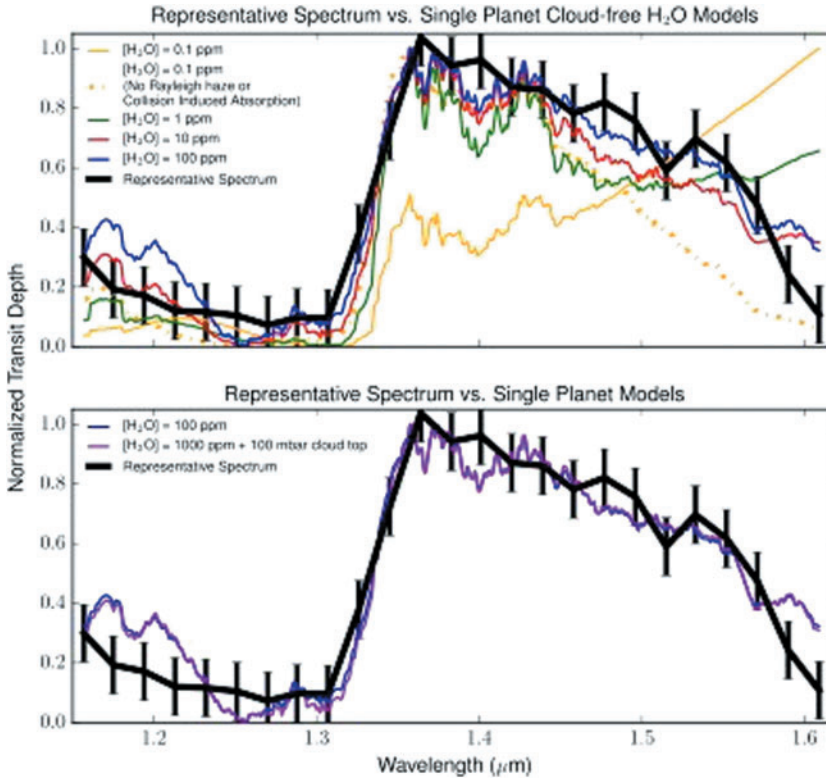 Representative Spectrum vs. Single Planet Cloud-free H₂O Models
[H₂O] = 0.1 ppm
[H₂O] = 0.1 ppm
(No Rayleigh haze or
Collision Induced Absorption)
[H₂O] = 1 ppm
[H₂O] = 10 ppm
[H₂O] = 100 ppm
Representative Spectrum
1.0
0.8
0.6
0.4
0.2
0.0
Normalized Transit Depth
Representative Spectrum vs. Single Planet Models
[H₂O] = 100 ppm
[H₂O] = 1000 ppm + 100 mbar cloud top
Representative Spectrum
1.0
0.8
0.6
0.4
0.2
0.0
1.2 1.3 1.4 1.5 1.6
Wavelength (μm)